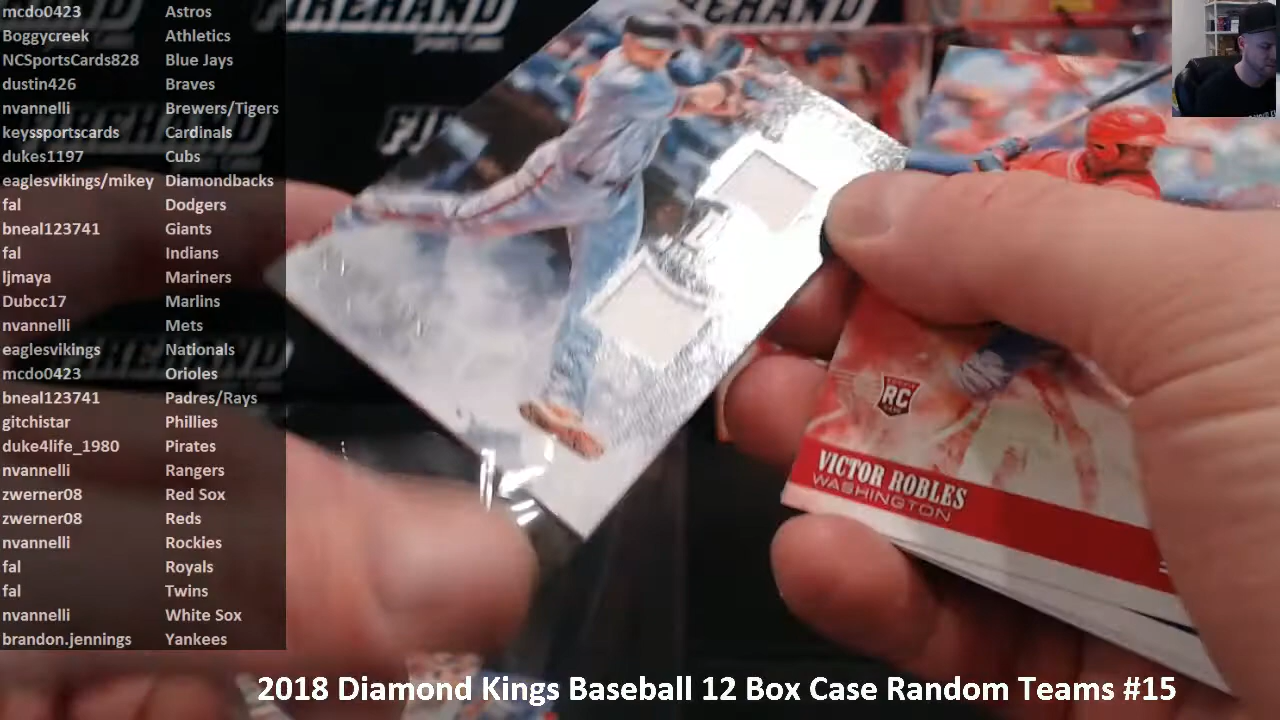 mcdo0423 Astros
Boggycreek Athletics
NCSportsCards828 Blue Jays
dustin426 Braves
nvannelli Brewers/Tigers
keyssportscards Cardinals
dukes1197 Cubs
eaglesvikings/mikey Diamondbacks
fal Dodgers
bneal123741 Giants
fal Indians
ljmaya Mariners
Dubcc17 Marlins
nvannelli Mets
eaglesvikings Nationals
mcdo0423 Orioles
bneal123741 Padres/Rays
gitchistar Phillies
duke4life_1980 Pirates
nvannelli Rangers
zwerner08 Red Sox
zwerner08 Reds
nvannelli Rockies
fal Royals
fal Twins
nvannelli White Sox
brandon.jennings Yankees
FIREHAND
Sports Cards
RC
VICTOR ROBLES
WASHINGTON
2018 Diamond Kings Baseball 12 Box Case Random Teams #15